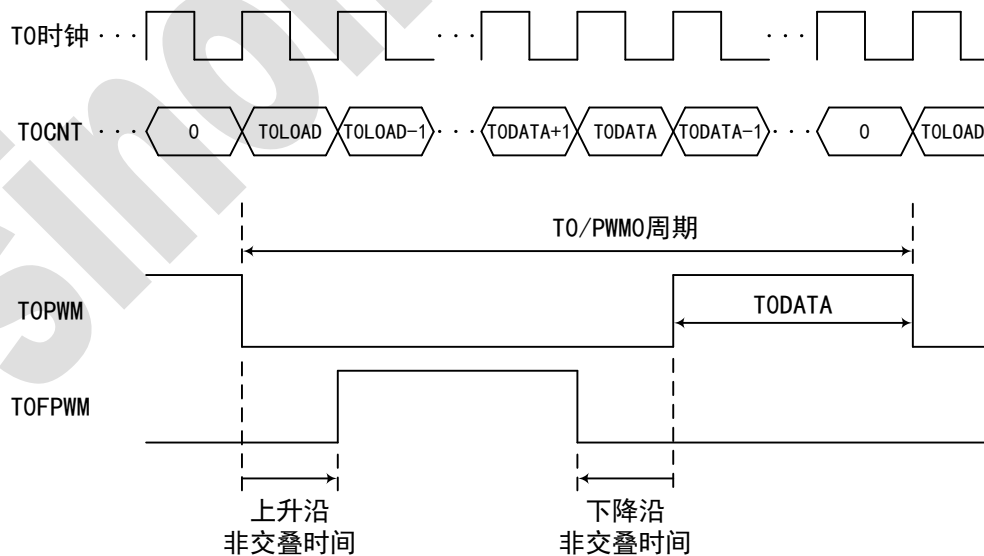 T0时钟 ··· ··· ···
T0CNT ··· 0 T0LOAD T0LOAD-1 ··· T0DATA+1 T0DATA T0DATA-1 ··· 0 T0LOAD
T0/PWM0周期
T0PWM T0DATA
T0FPWM
上升沿 下降沿
非交叠时间 非交叠时间